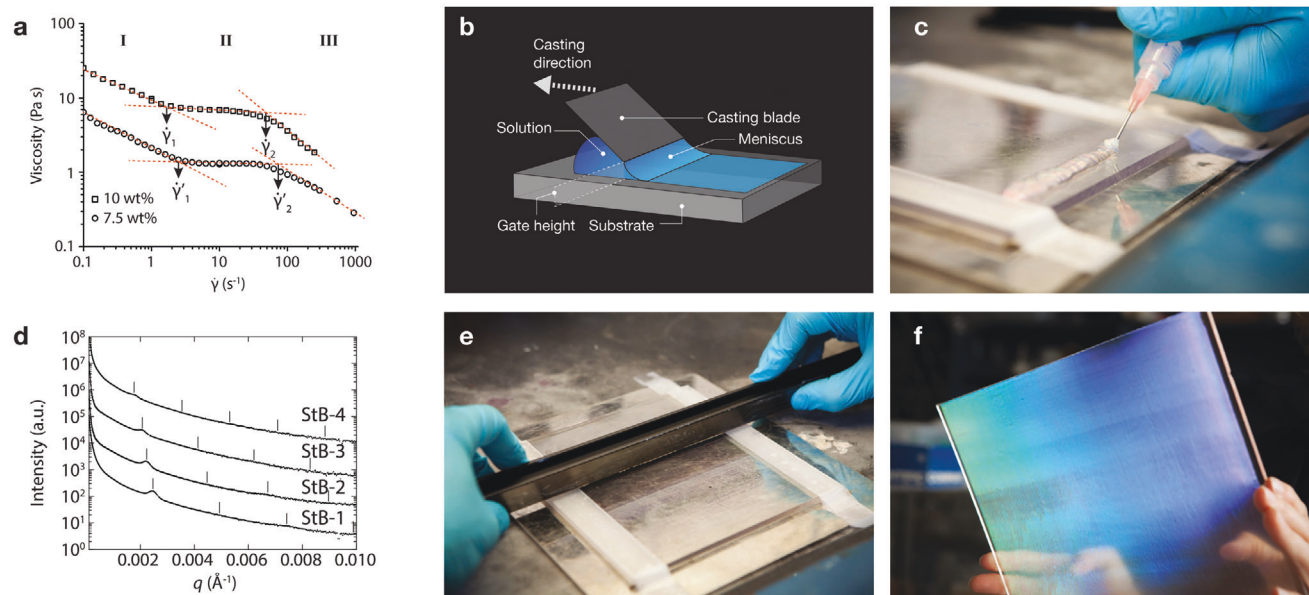 a
I II III
Viscosity (Pa s)
100
10
1
0.1
γ̇₁
γ̇₂
γ̇′₁
γ̇′₂
10 wt%
7.5 wt%
0.1 1 10 100 1000
γ̇ (s⁻¹)
b
Casting
direction
Solution
Casting blade
Meniscus
Gate height
Substrate
c
d
Intensity (a.u.)
10⁸
10⁷
10⁶
10⁵
10⁴
10³
10²
10¹
10⁰
StB-4
StB-3
StB-2
StB-1
0.002 0.004 0.006 0.008 0.010
q (Å⁻¹)
e
f